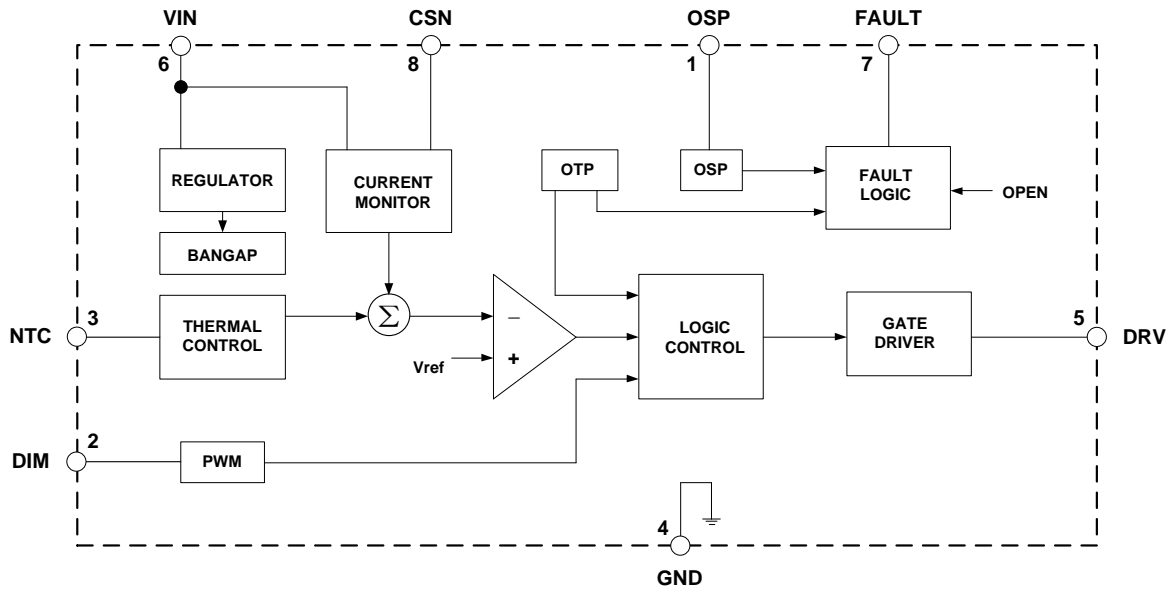 VIN
CSN
OSP
FAULT
6
8
1
7
REGULATOR
CURRENT
MONITOR
OTP
OSP
FAULT
LOGIC
OPEN
BANGAP
NTC
3
THERMAL
CONTROL
Σ
−
+
Vref
LOGIC
CONTROL
GATE
DRIVER
5
DRV
DIM
2
PWM
4
GND